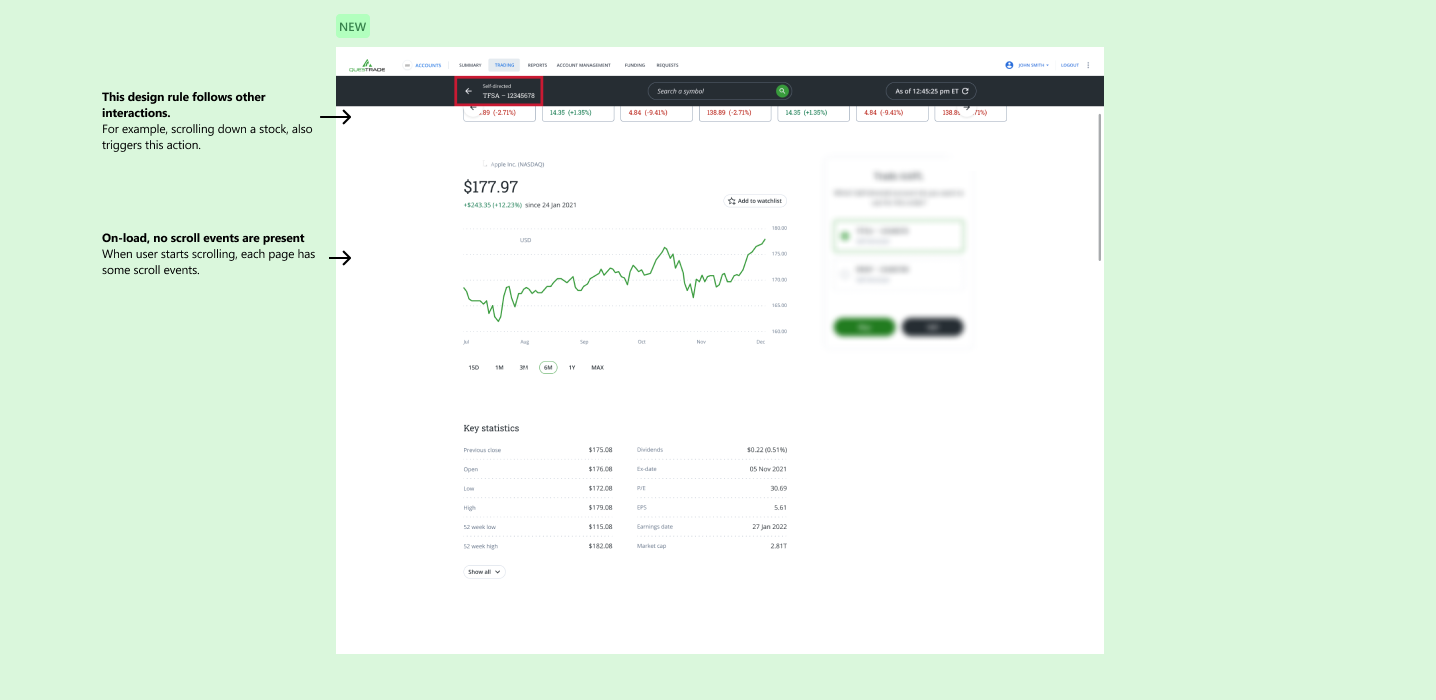 NEW
QUESTRADE
ACCOUNTS
SUMMARY
TRADING
REPORTS
ACCOUNT MANAGEMENT
FUNDING
REQUESTS
JOHN SMITH
LOGOUT
Self-directed
TFSA – 12345678
Search a symbol
As of 12:45:25 pm ET
This design rule follows other
interactions.
For example, scrolling down a stock, also
triggers this action.
.89 (-2.71%)
14.35 (+1.35%)
4.84 (-9.41%)
138.89 (-2.71%)
14.35 (+1.35%)
4.84 (-9.41%)
Apple Inc. (NASDAQ)
$177.97
+$243.35 (+12.23%) since 24 Jan 2021
Add to watchlist
On-load, no scroll events are present
When user starts scrolling, each page has
some scroll events.
USD
180.00
175.00
170.00
165.00
160.00
Jul
Aug
Sep
Oct
Nov
Dec
15D
1M
3M
6M
1Y
MAX
Key statistics
Previous close
$175.08
Dividends
$0.22 (0.51%)
Open
$176.08
Ex-date
05 Nov 2021
Low
$172.08
P/E
30.69
High
$179.08
EPS
5.61
52 week low
$115.08
Earnings date
27 Jan 2022
52 week high
$182.08
Market cap
2.81T
Show all